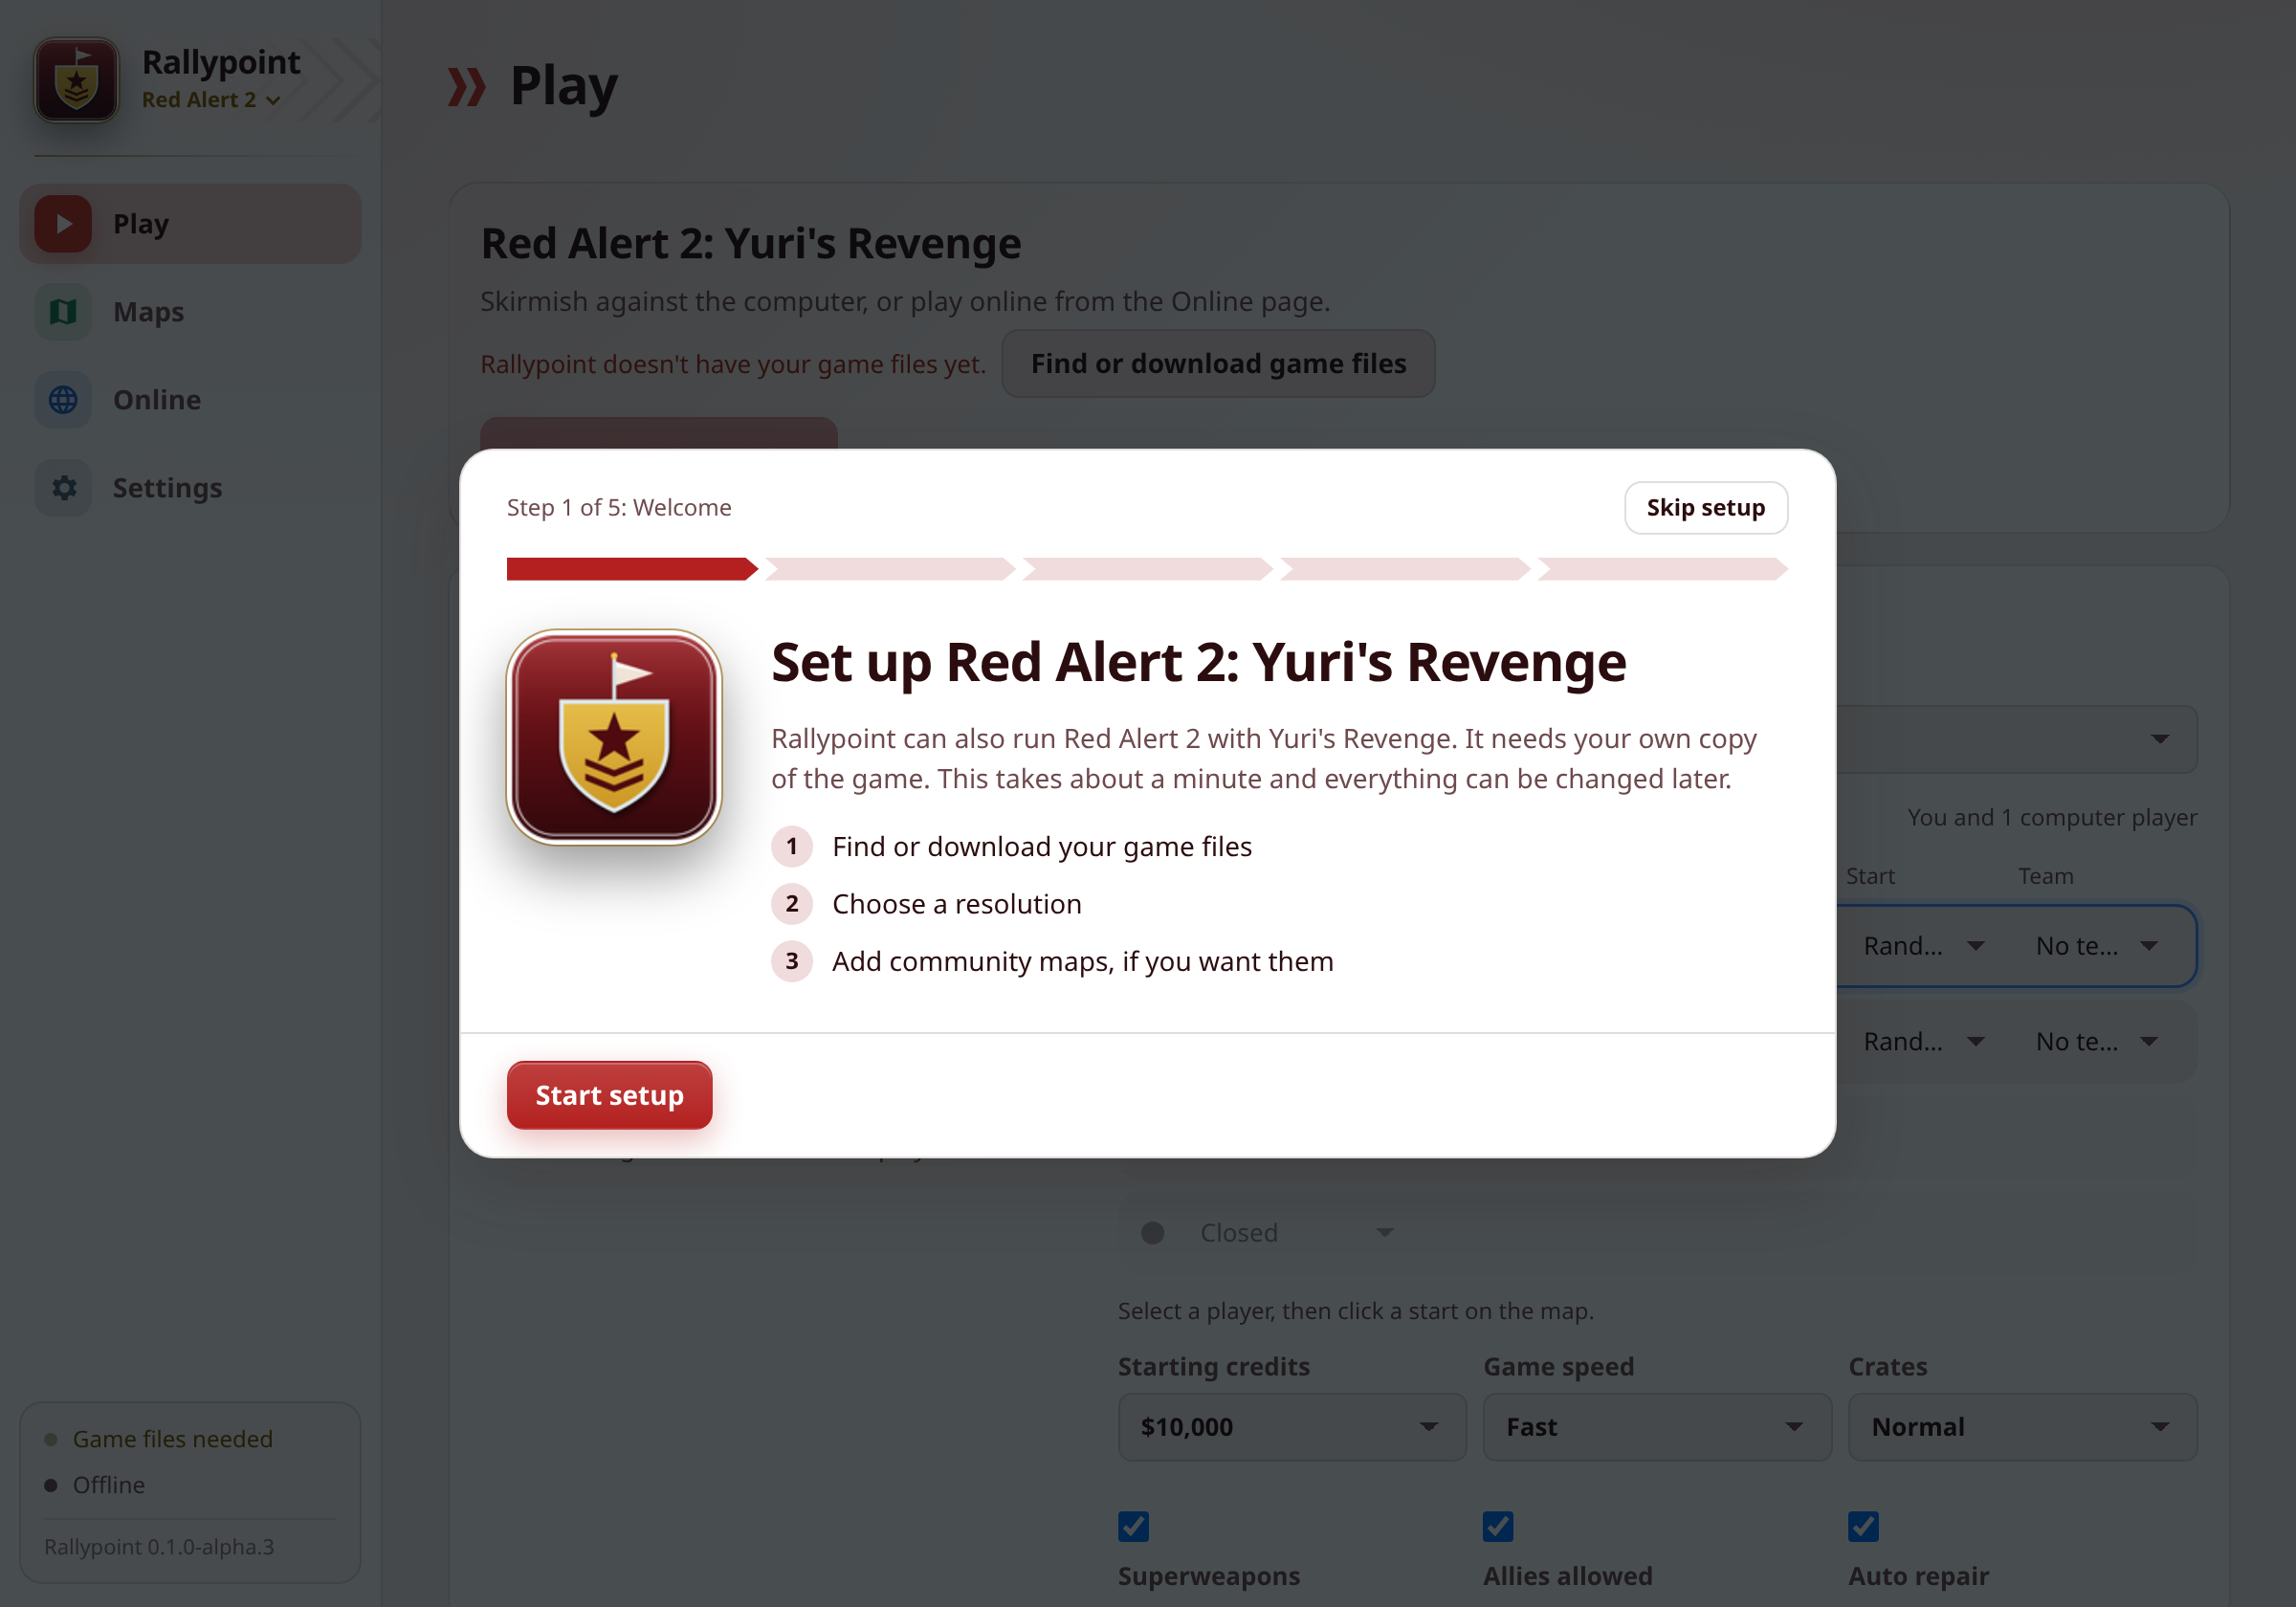 Rallypoint
Red Alert 2
Play
Maps
Online
Settings
Game files needed
Offline
Rallypoint 0.1.0-alpha.3
Play
Red Alert 2: Yuri's Revenge
Skirmish against the computer, or play online from the Online page.
Rallypoint doesn't have your game files yet.
Find or download game files
Step 1 of 5: Welcome
Skip setup
Set up Red Alert 2: Yuri's Revenge
Rallypoint can also run Red Alert 2 with Yuri's Revenge. It needs your own copy
of the game. This takes about a minute and everything can be changed later.
1 Find or download your game files
2 Choose a resolution
3 Add community maps, if you want them
Start setup
You and 1 computer player
Start Team
Rand... No te...
Rand... No te...
Closed
Select a player, then click a start on the map.
Starting credits Game speed Crates
$10,000 Fast Normal
Superweapons Allies allowed Auto repair